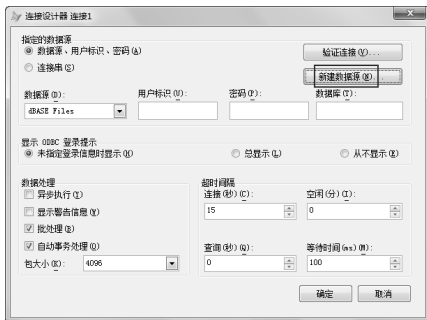 连接设计器 连接1
指定的数据源
数据源、用户标识、密码(A)
验证连接(V)...
连接串(S)
新建数据源(N)...
数据源(D): 用户标识(U): 密码(P): 数据库(T):
dBASE Files
显示 ODBC 登录提示
未指定登录信息时显示(W) 总显示(L) 从不显示(E)
数据处理 超时间隔
异步执行(Y) 连接(秒)(C): 空闲(分)(I):
显示警告信息(W) 15 0
批处理(B)
自动事务处理(O) 查询(秒)(Q): 等待时间(ms)(M):
包大小(K): 4096 0 100
确定 取消